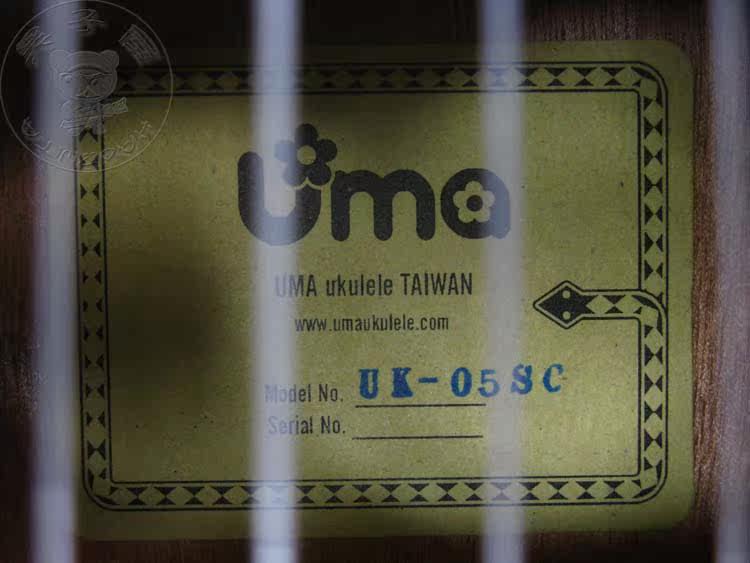 Uma
UMA ukulele TAIWAN
www.umaukulele.com
Model No. UK-05SC
Serial No.